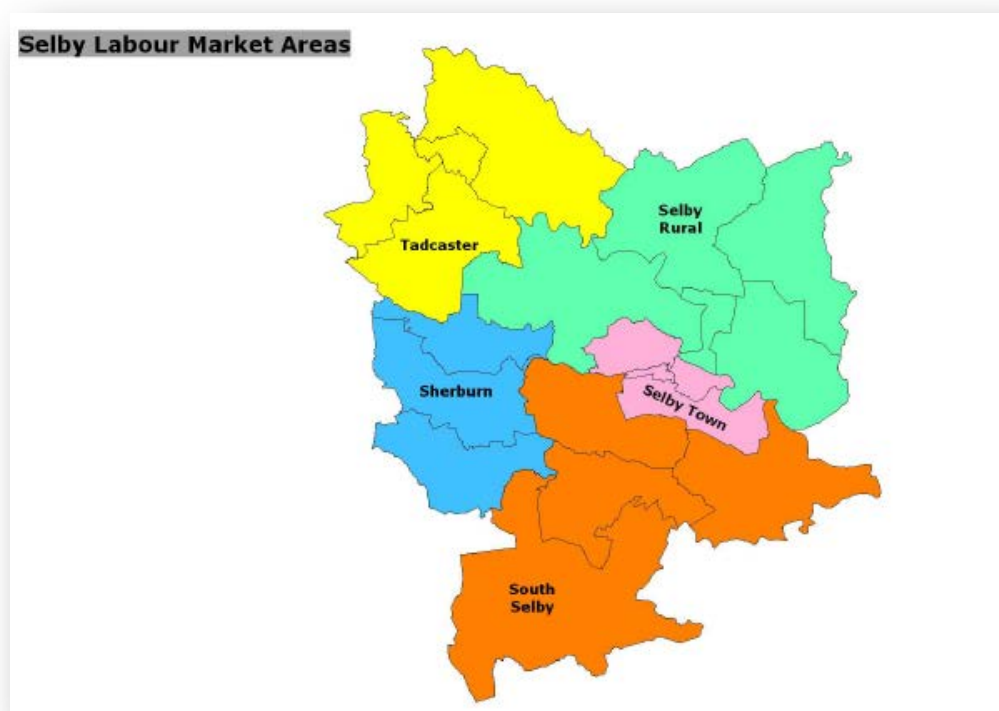 Selby Labour Market Areas
Selby
Rural
Tadcaster
Sherburn
Selby Town
South
Selby